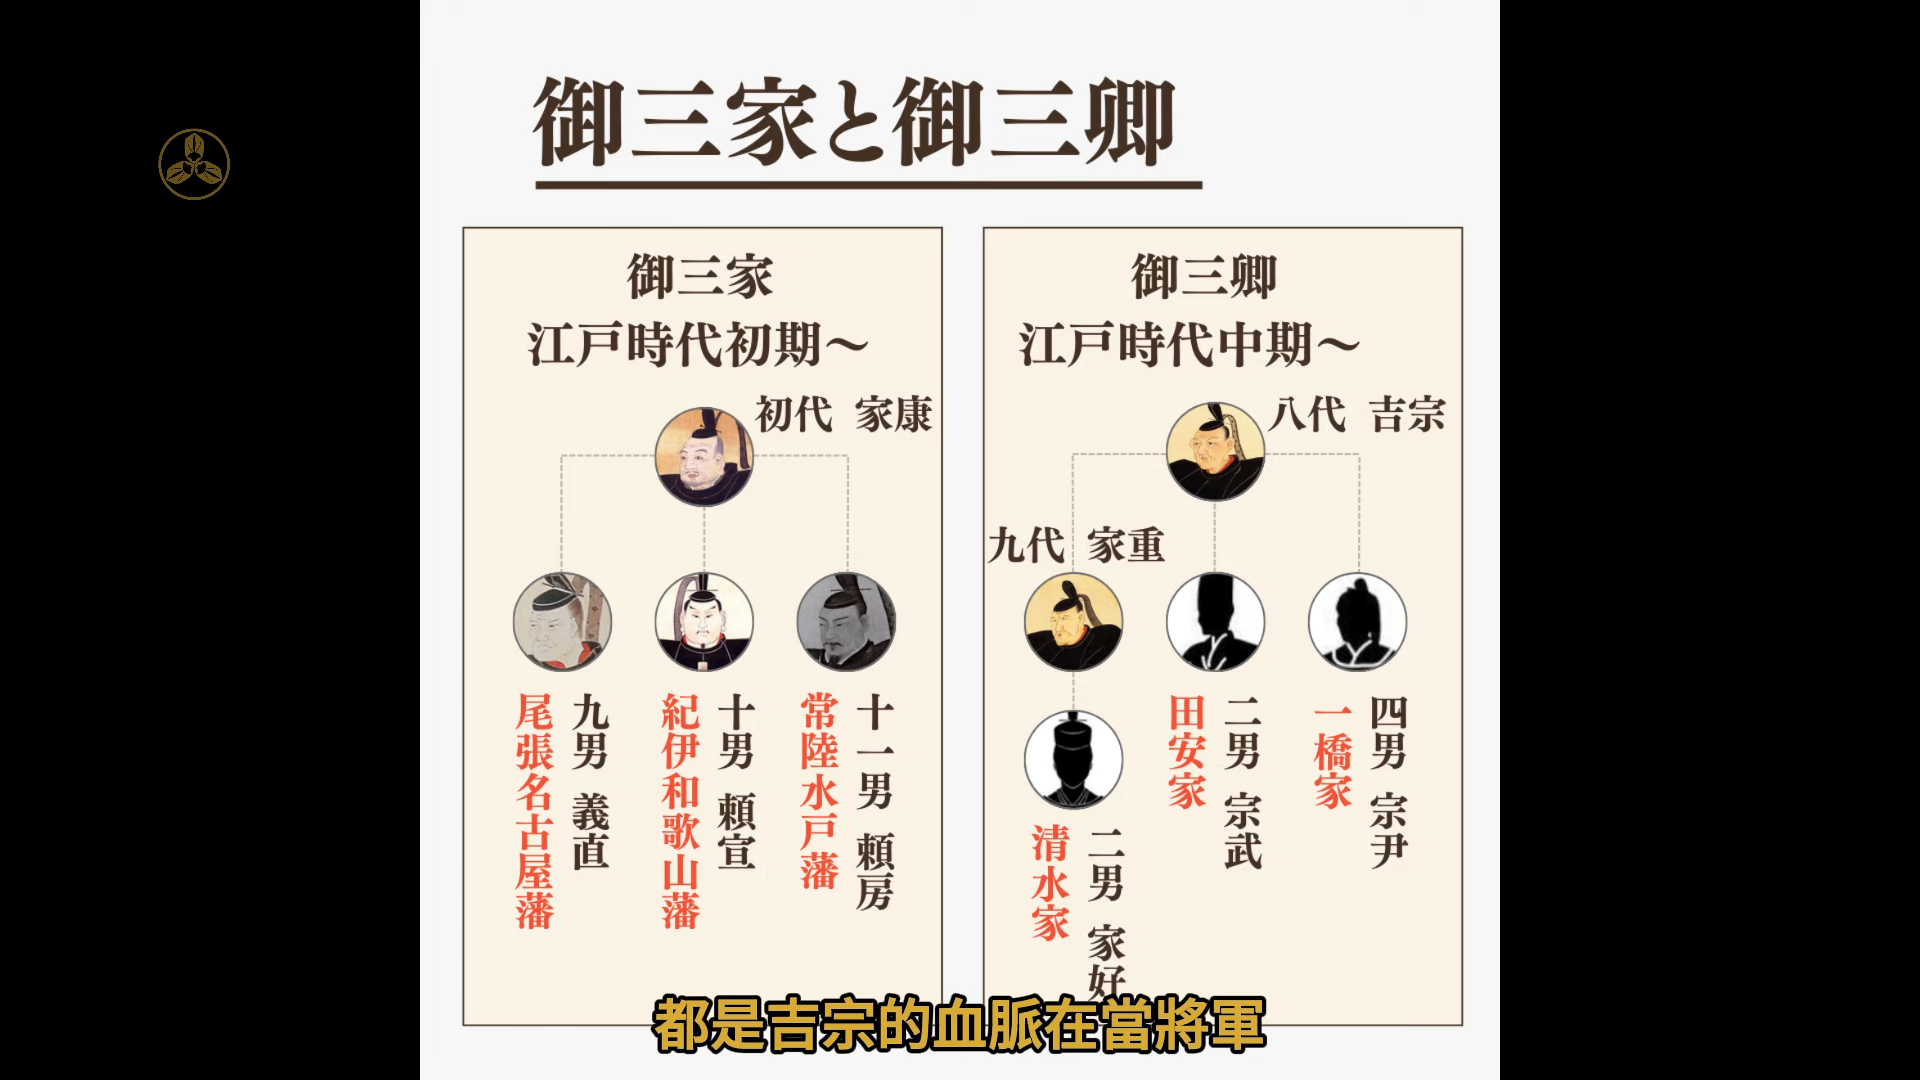 御三家と御三卿
御三家
江戸時代初期〜
初代 家康
九男 義直
尾張名古屋藩
十男 頼宣
紀伊和歌山藩
十一男 頼房
常陸水戸藩
御三卿
江戸時代中期〜
八代 吉宗
九代 家重
二男 家好
清水家
二男 宗武
田安家
四男 宗尹
一橋家
都是吉宗的血脈在當將軍